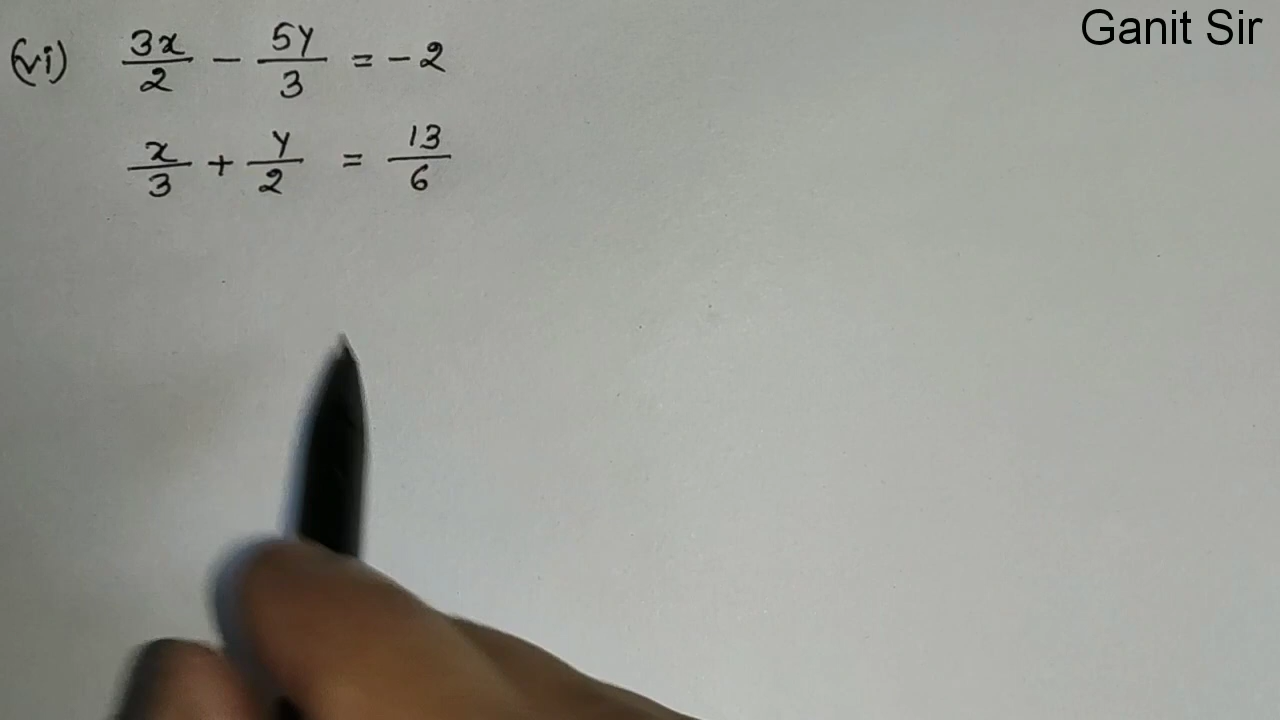 Ganit Sir
(vi) 3x/2 - 5y/3 = -2
x/3 + y/2 = 13/6